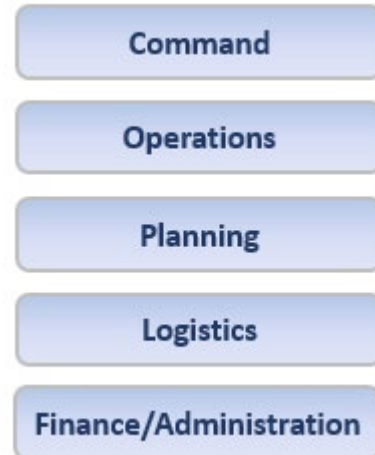 Command
Operations
Planning
Logistics
Finance/Administration